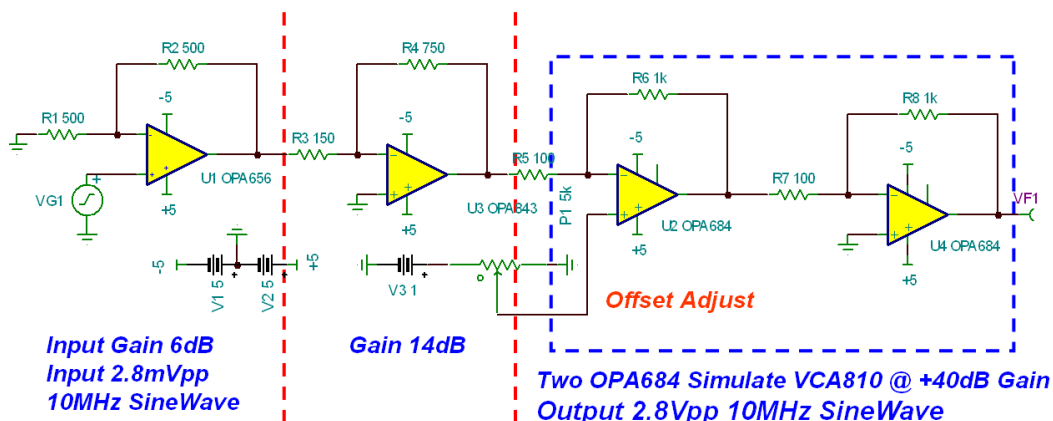 R2 500
R4 750
R6 1k
R8 1k
-5
-5
-5
-5
R1 500
R3 150
R5 100
R7 100
U1 OPA656
U3 OPA843
U2 OPA684
U4 OPA684
VG1
+5
+5
+5
+5
P1 5k
VF1
-5
V1 5
V2 5
+5
V3 1
Offset Adjust
Input Gain 6dB
Input 2.8mVpp
10MHz SineWave
Gain 14dB
Two OPA684 Simulate VCA810 @ +40dB Gain
Output 2.8Vpp 10MHz SineWave